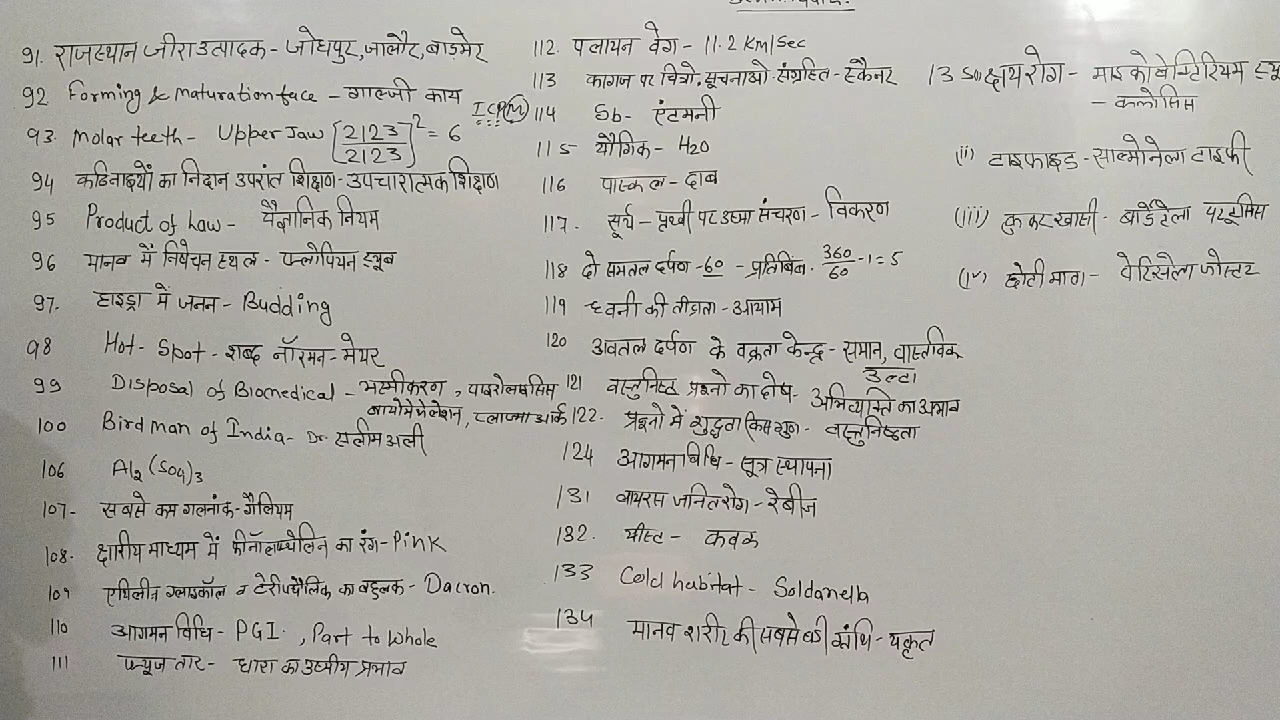 91. राजस्थान जीरा उत्पादक - जोधपुर, जालौर, बाड़मेर
92 Forming & Maturation face - गाल्जी काय
I C P M
93. Molar teeth - Upper Jaw [2123/2123]² = 6
94 कठिनाइयों का निदान उपरांत शिक्षण - उपचारात्मक शिक्षण
95 Product of Law - वैज्ञानिक नियम
96 मानव में निषेचन स्थल - फ्लोपियन ट्यूब
97. हाइड्रा में जनन - Budding
98 Hot - Spot - शब्द नॉरमन - मेयर
99 Disposal of Biomedical - भस्मीकरण, पाइरोलाइसिस
बायोमेथेलेशन, प्लाज्मा आर्क
100 Bird man of India - Dr. सलीम अली
106 Al₂(SO₄)₃
107- सबसे कम गलनांक - गैलियम
108. क्षारीय माध्यम में फीनॉलफ्थेलिन का रंग - Pink
109 एथिलीन ग्लाइकॉल व टेरीफ्थैलिक का बहुलक - Dacron.
110 आगमन विधि - PGI., Part to Whole
111 फ्यूज तार - धारा का उष्मीय प्रभाव
112. पलायन वेग - 11.2 KM/Sec
113 कागज पर चित्रो, सूचनाओ संग्रहित - स्कैनर
114 Sb - एंटमनी
115 यौगिक - H₂O
116 पास्कल - दाब
117. सूर्य - पृथ्वी पर उष्मा संचरण - विकिरण
118 दो समतल दर्पण - 60 - प्रतिबिंब. 360/60 - 1 = 5
119 ध्वनी की तीव्रता - आयाम
120 अवतल दर्पण के वक्रता केन्द्र - समान, वास्तविक
उल्टा
121 वस्तुनिष्ठ प्रश्नो का दोष - अभिव्यक्ति का अभाव
122. प्रश्नो में शुद्धता किस गुण - वस्तुनिष्ठता
124 आगमन विधि - सूत्र स्थापना
131 वायरस जनित रोग - रेबीज
132. यीस्ट - कवक
133 Cold habitat - Soldanella
134 मानव शरीर की सबसे बड़ी ग्रंथि - यकृत
135 (i) क्षय रोग - माइकोबेक्टिरियम ट्यू
- कलोसिस
(ii) टाइफाइड - साल्मोनेला टाइफी
(iii) कुकर खासी - बोर्डेटेला परटूसिस
(iv) छोटी माता - वेरिसेला जोस्टर